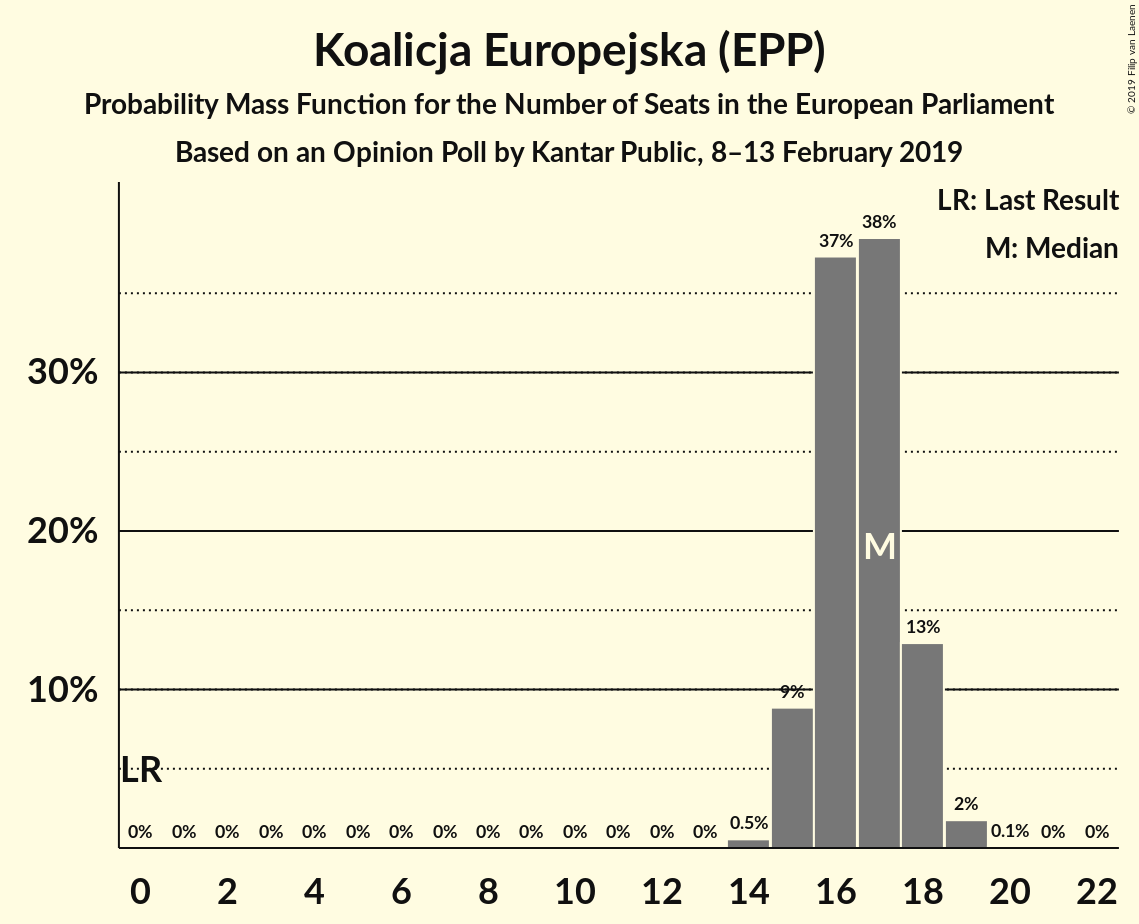 Koalicja Europejska (EPP)
Probability Mass Function for the Number of Seats in the European Parliament
Based on an Opinion Poll by Kantar Public, 8–13 February 2019
© 2019 Filip van Laenen
LR: Last Result
M: Median
38%
37%
30%
20%
M
13%
10%
9%
LR
0% 0% 0% 0% 0% 0% 0% 0% 0% 0% 0% 0% 0% 0% 0.5% 2% 0.1% 0% 0%
0 2 4 6 8 10 12 14 16 18 20 22